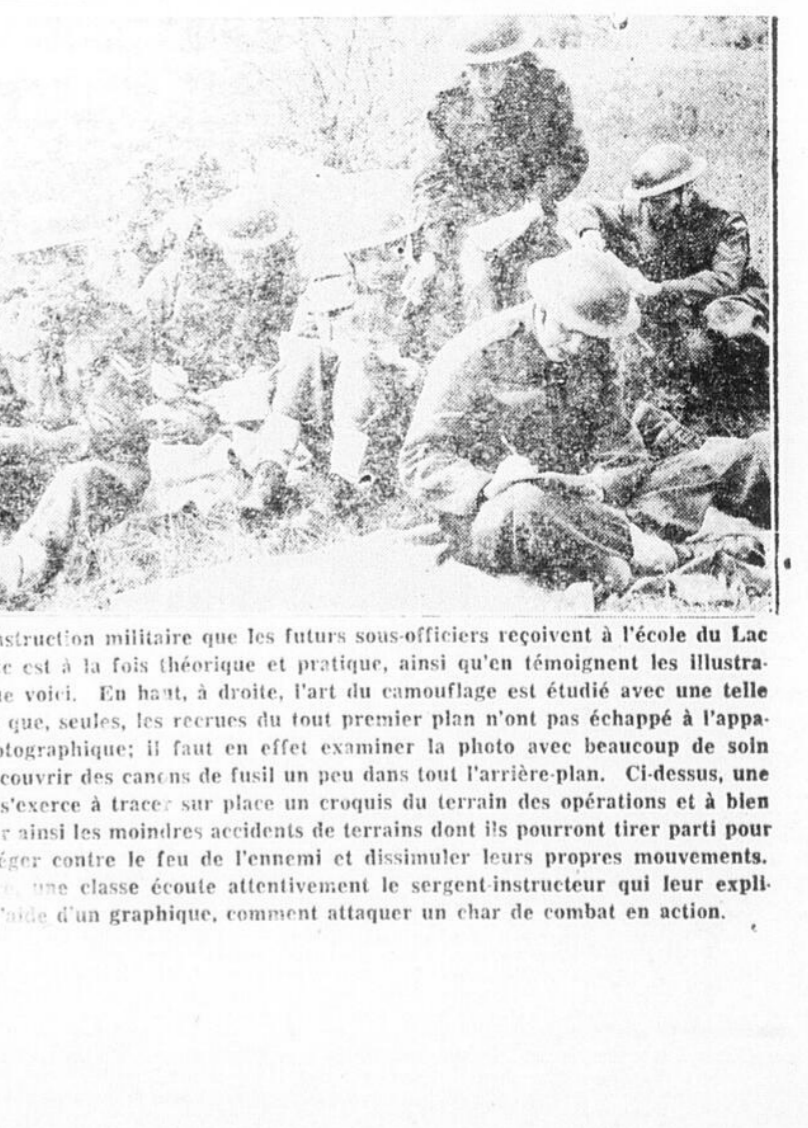 nstruction militaire que les futurs sous-officiers reçoivent à l'école du Lac
c est à la fois théorique et pratique, ainsi qu'en témoignent les illustra-
ue voici. En haut, à droite, l'art du camouflage est étudié avec une telle
que, seules, les recrues du tout premier plan n'ont pas échappé à l'appa-
otographique; il faut en effet examiner la photo avec beaucoup de soin
couvrir des canons de fusil un peu dans tout l'arrière-plan. Ci-dessus, une
s'exerce à tracer sur place un croquis du terrain des opérations et à bien
r ainsi les moindres accidents de terrains dont ils pourront tirer parti pour
éger contre le feu de l'ennemi et dissimuler leurs propres mouvements.
une classe écoute attentivement le sergent-instructeur qui leur expli-
'aide d'un graphique, comment attaquer un char de combat en action.